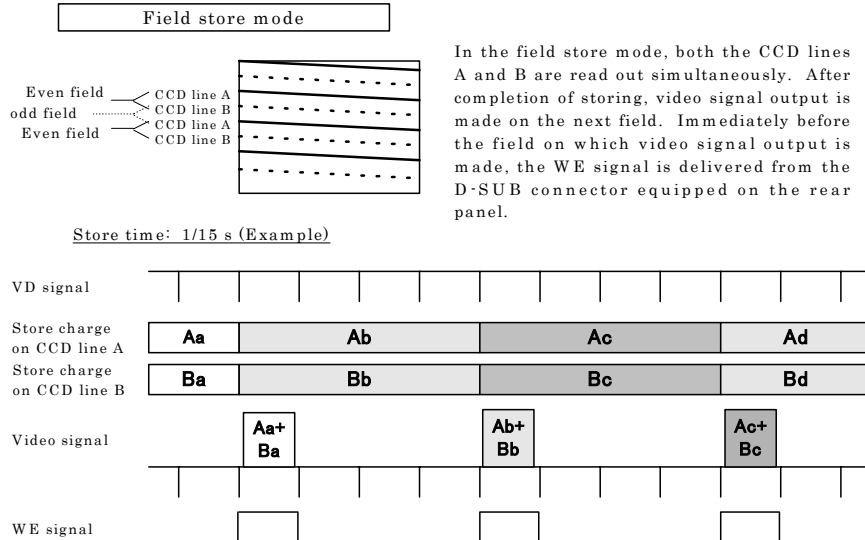 Field store mode
In the field store mode, both the CCD lines
A and B are read out simultaneously. After
completion of storing, video signal output is
made on the next field. Immediately before
the field on which video signal output is
made, the WE signal is delivered from the
D-SUB connector equipped on the rear
panel.
Even field
odd field
Even field
CCD line A
CCD line B
CCD line A
CCD line B
Store time: 1/15 s (Example)
VD signal
Store charge
on CCD line A
Aa Ab Ac Ad
Store charge
on CCD line B
Ba Bb Bc Bd
Video signal
Aa+
Ba
Ab+
Bb
Ac+
Bc
WE signal